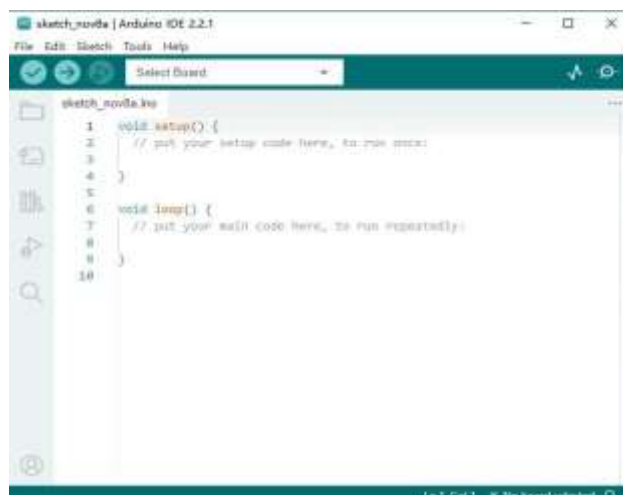 sketch_nov8a | Arduino IDE 2.2.1
File Edit Sketch Tools Help
Select Board
sketch_nov8a.ino
1 void setup() {
2 // put your setup code here, to run once:
3
4 }
5
6 void loop() {
7 // put your main code here, to run repeatedly:
8
9 }
10